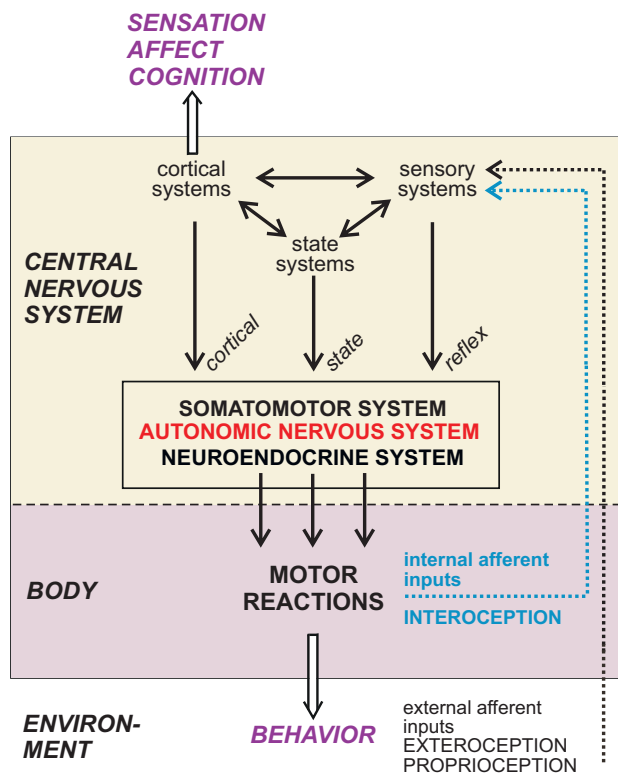 SENSATION
AFFECT
COGNITION
cortical
systems
sensory
systems
state
systems
CENTRAL
NERVOUS
SYSTEM
cortical
state
reflex
SOMATOMOTOR SYSTEM
AUTONOMIC NERVOUS SYSTEM
NEUROENDOCRINE SYSTEM
BODY
MOTOR
REACTIONS
internal afferent
inputs
INTEROCEPTION
ENVIRON-
MENT
BEHAVIOR
external afferent
inputs
EXTEROCEPTION
PROPRIOCEPTION